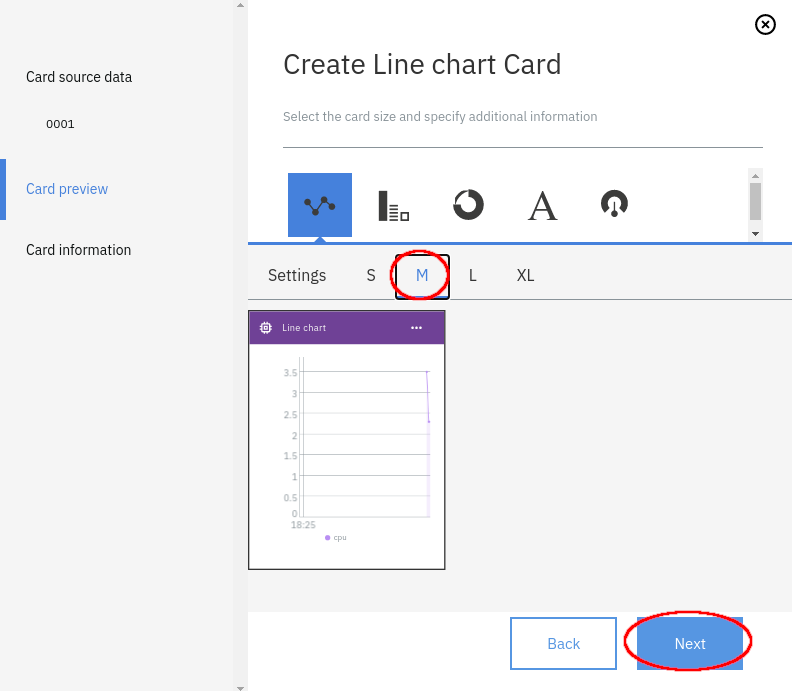 Card source data
0001
Card preview
Card information
Create Line chart Card
Select the card size and specify additional information
A
Settings S M L XL
Line chart
3.5
3
2.5
2
1.5
1
0.5
0
18:25
cpu
Back Next